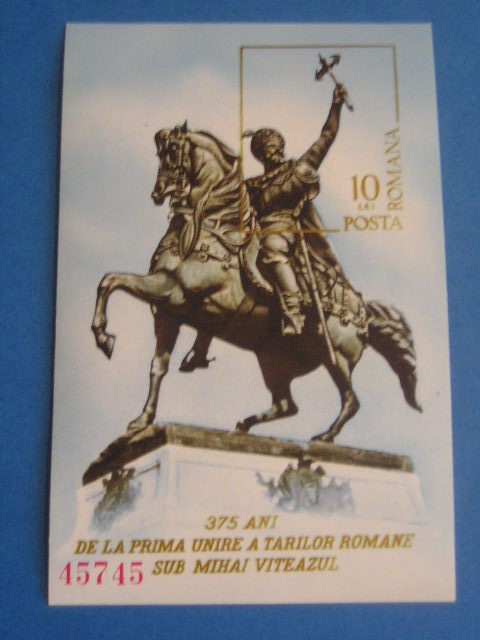 10
LEI
POSTA
ROMANA
375 ANI
DE LA PRIMA UNIRE A TARILOR ROMANE
SUB MIHAI VITEAZUL
45745